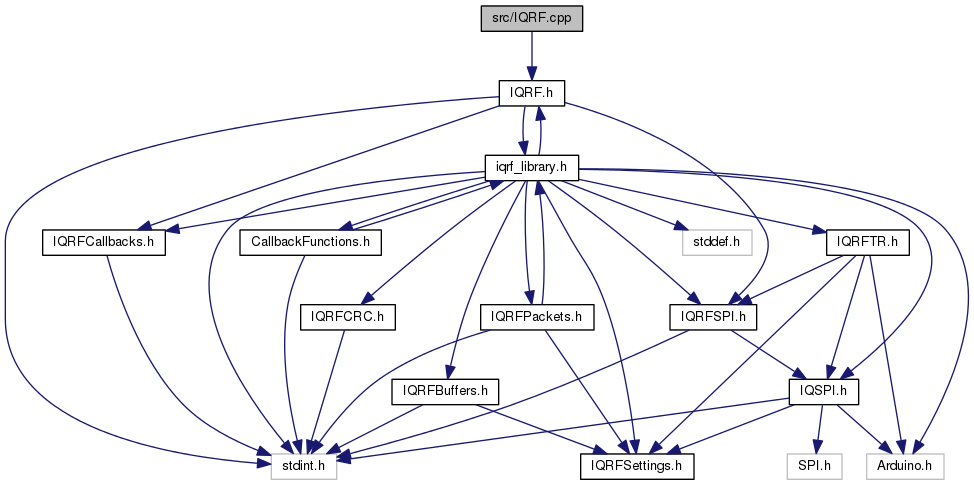 src/IQRF.cpp
IQRF.h
iqrf_library.h
IQRFCallbacks.h
CallbackFunctions.h
stddef.h
IQRFTR.h
IQRFCRC.h
IQRFPackets.h
IQRFSPI.h
IQRFBuffers.h
IQSPI.h
stdint.h
IQRFSettings.h
SPI.h
Arduino.h